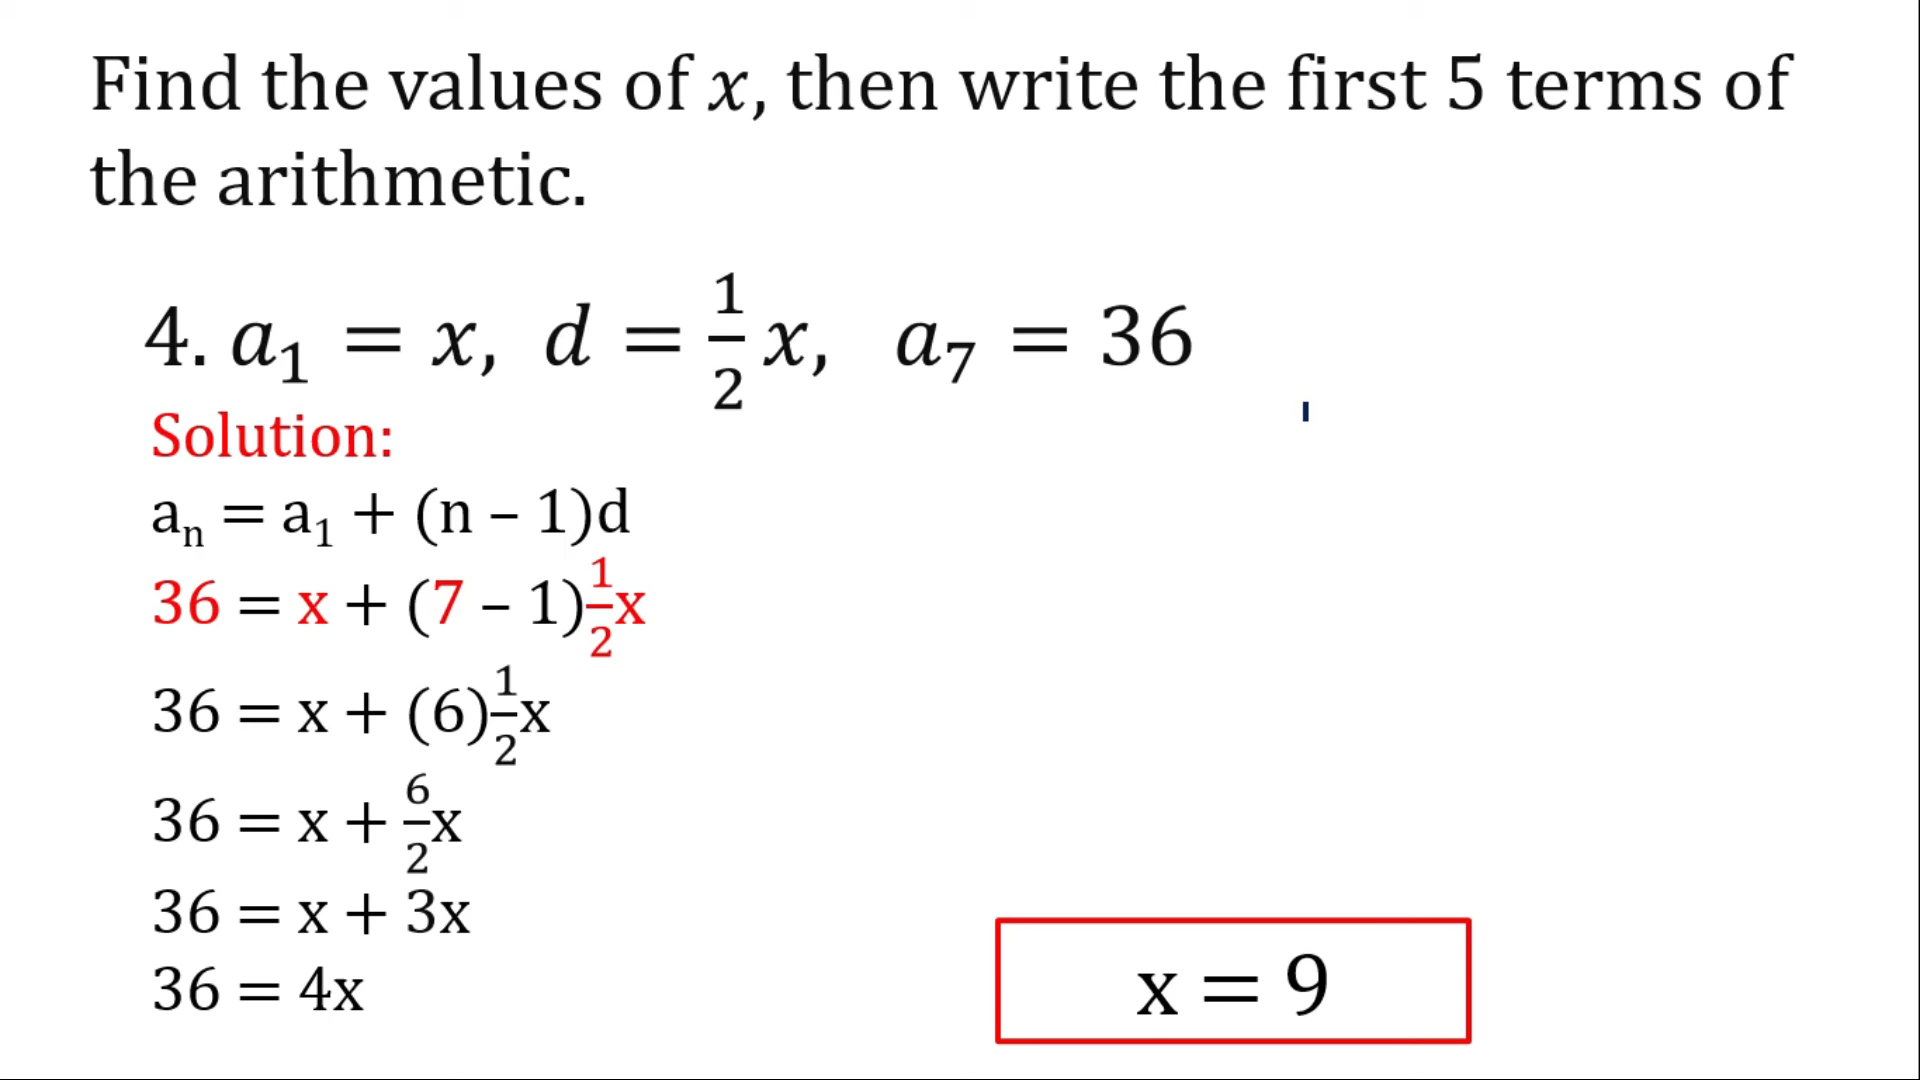 Find the values of x, then write the first 5 terms of
the arithmetic.
4. a₁ = x, d = 1/2 x, a₇ = 36
Solution:
aₙ = a₁ + (n – 1)d
36 = x + (7 – 1)1/2x
36 = x + (6)1/2x
36 = x + 6/2x
36 = x + 3x
36 = 4x
x = 9